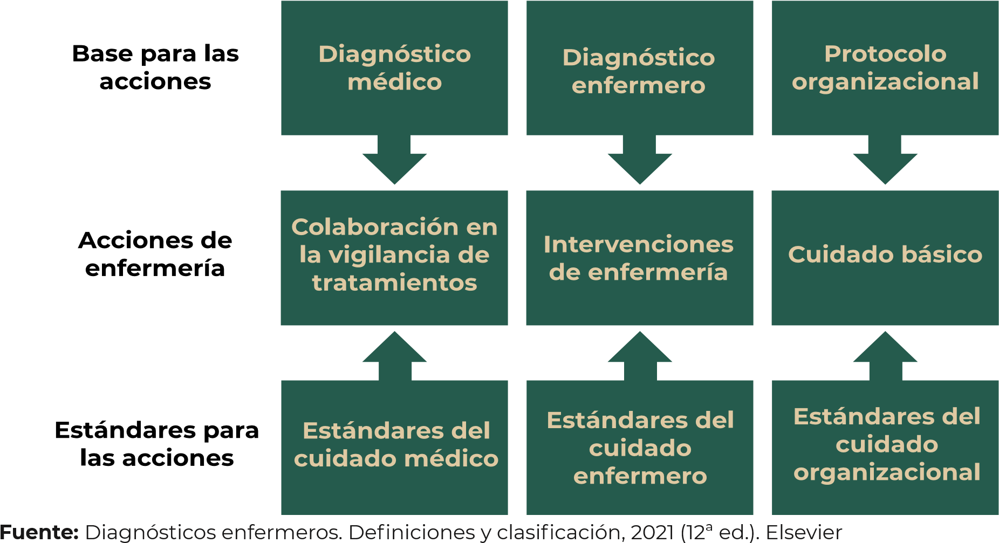 Base para las
acciones
Diagnóstico
médico
Diagnóstico
enfermero
Protocolo
organizacional
Acciones de
enfermería
Colaboración en
la vigilancia de
tratamientos
Intervenciones
de enfermería
Cuidado básico
Estándares para
las acciones
Estándares del
cuidado médico
Estándares del
cuidado
enfermero
Estándares del
cuidado
organizacional
Fuente: Diagnósticos enfermeros. Definiciones y clasificación, 2021 (12ª ed.). Elsevier